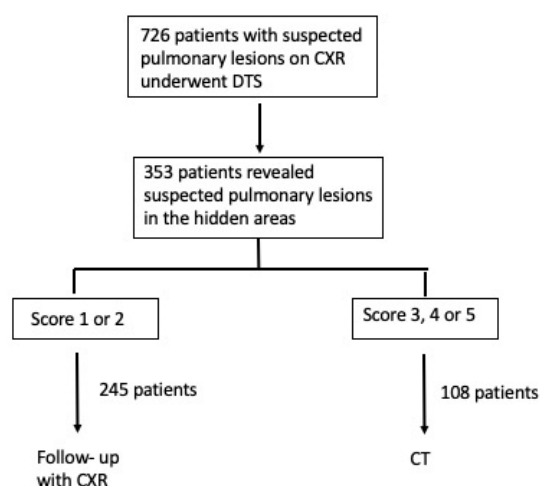 726 patients with suspected
pulmonary lesions on CXR
underwent DTS
353 patients revealed
suspected pulmonary lesions
in the hidden areas
Score 1 or 2
Score 3, 4 or 5
245 patients
108 patients
Follow- up
with CXR
CT